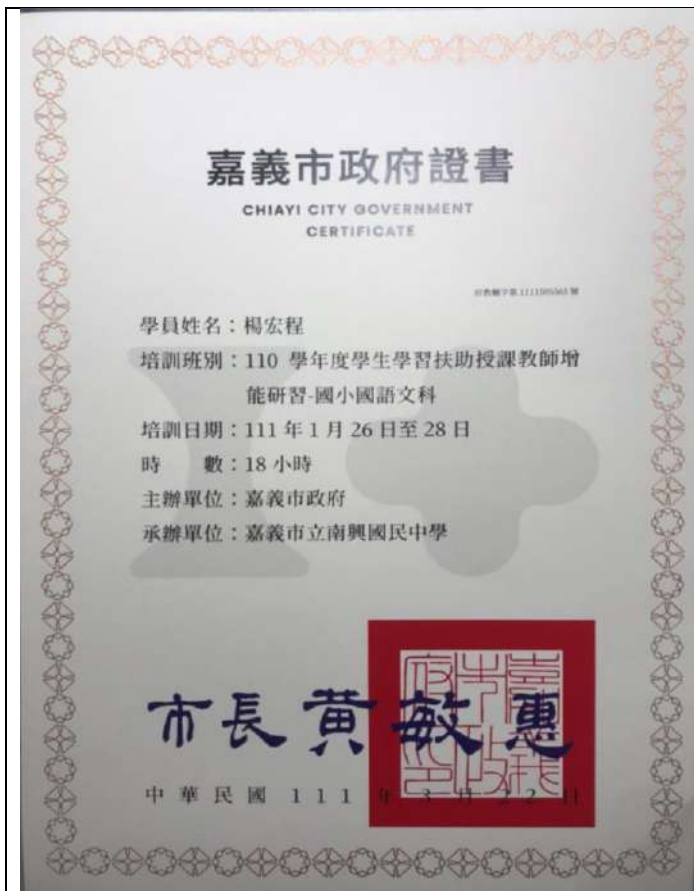 嘉義市政府證書
CHIAYI CITY GOVERNMENT
CERTIFICATE
學員姓名：楊宏程
培訓班別：110 學年度學生學習扶助授課教師增
能研習-國小國語文科
培訓日期：111 年 1 月 26 日至 28 日
時　　數：18 小時
主辦單位：嘉義市政府
承辦單位：嘉義市立南興國民中學
市長黃敏惠
中華民國 111 年 3 月 22 日